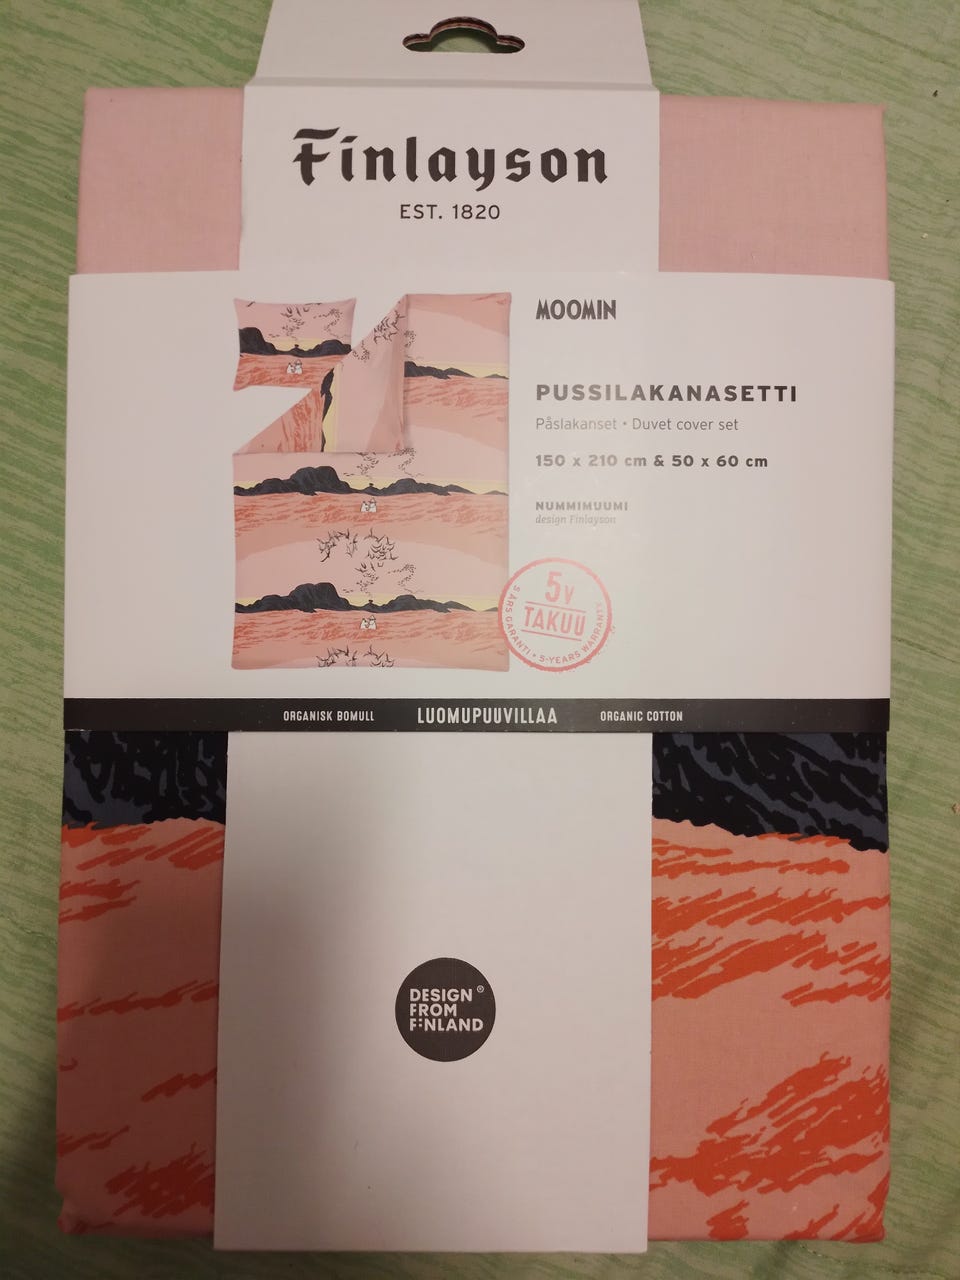 Finlayson
EST. 1820
MOOMIN
PUSSILAKANASETTI
Påslakanset • Duvet cover set
150 x 210 cm & 50 x 60 cm
NUMMIMUUMI
design Finlayson
5v
TAKUU
5 ÅRS GARANTI • 5-YEARS WARRANTY
ORGANISK BOMULL LUOMUPUUVILLAA ORGANIC COTTON
DESIGN ®
FROM
FINLAND